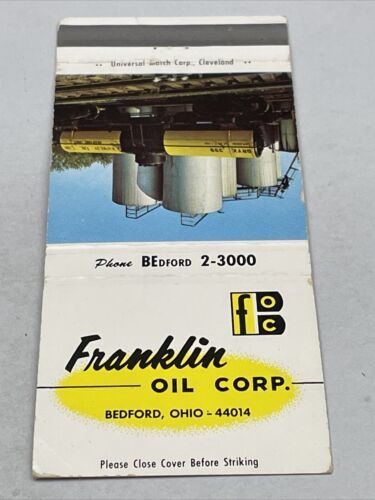 Universal Match Corp., Cleveland
Phone BEDFORD 2-3000
foc
Franklin
OIL CORP.
BEDFORD, OHIO - 44014
Please Close Cover Before Striking